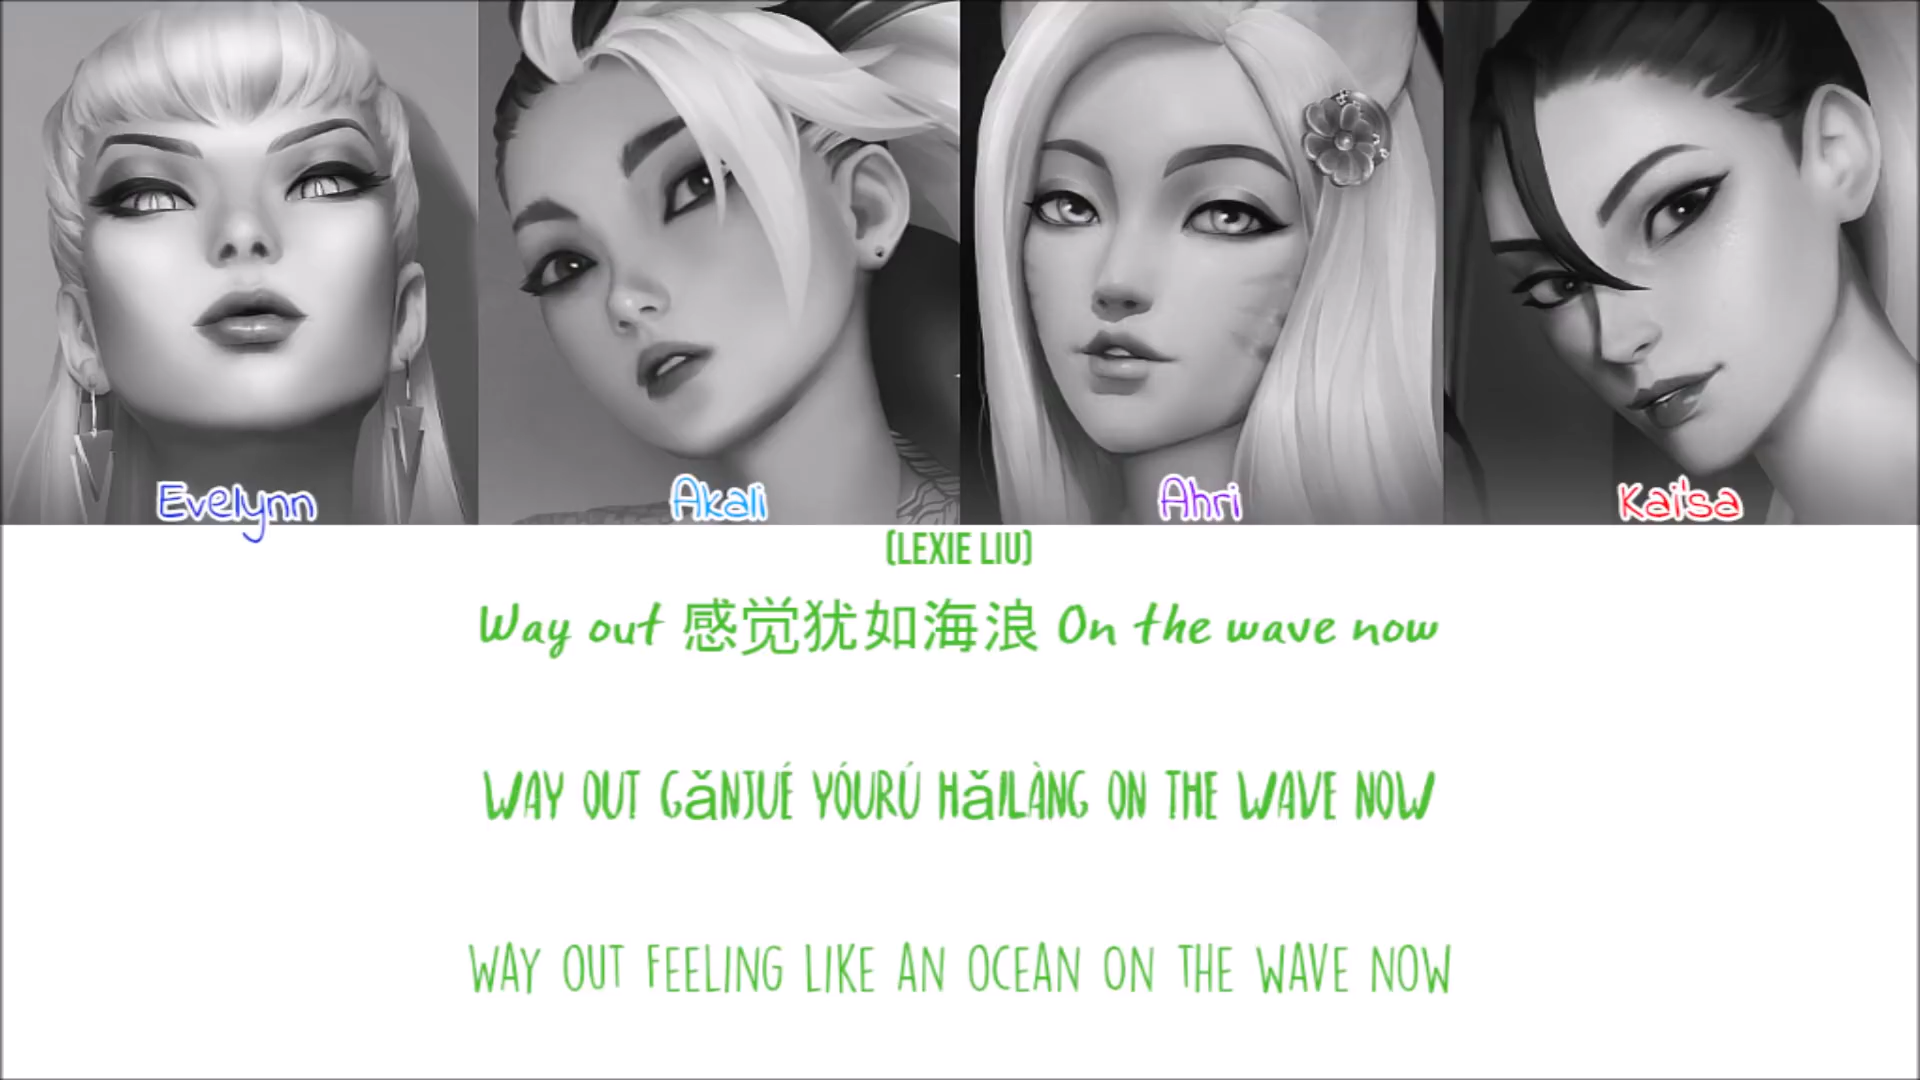 Evelynn
Akali
Ahri
Kai'sa
(LEXIE LIU)
Way out 感觉犹如海浪 On the wave now
WAY OUT GǎNJUÉ YÓURÚ HǎILÀNG ON THE WAVE NOW
WAY OUT FEELING LIKE AN OCEAN ON THE WAVE NOW